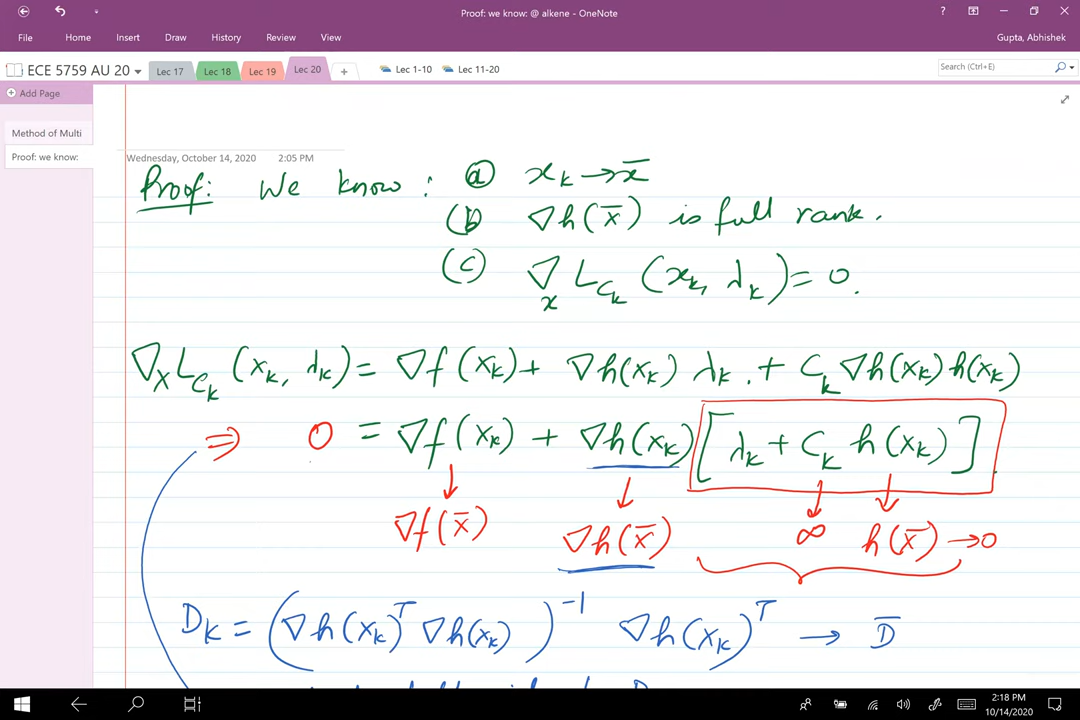 Proof: we know: @ alkene - OneNote
File Home Insert Draw History Review View
Gupta, Abhishek
ECE 5759 AU 20 Lec 17 Lec 18 Lec 19 Lec 20 + Lec 1-10 Lec 11-20
Search (Ctrl+E)
Add Page
Method of Multi
Proof: we know:
Wednesday, October 14, 2020 2:05 PM
Proof: We know: (a) x_k → x̄
(b) ∇h(x̄) is full rank.
(c) ∇_x L_{C_k}(x_k, λ_k) = 0.
∇_x L_{C_k}(x_k, λ_k) = ∇f(x_k) + ∇h(x_k) λ_k + C_k ∇h(x_k) h(x_k)
⇒ 0 = ∇f(x_k) + ∇h(x_k) [λ_k + C_k h(x_k)]
↓ ↓ ↓ ↓
∇f(x̄) ∇h(x̄) ∞ h(x̄) → 0
D_k = (∇h(x_k)^T ∇h(x_k))^{-1} ∇h(x_k)^T → D̄
2:18 PM
10/14/2020